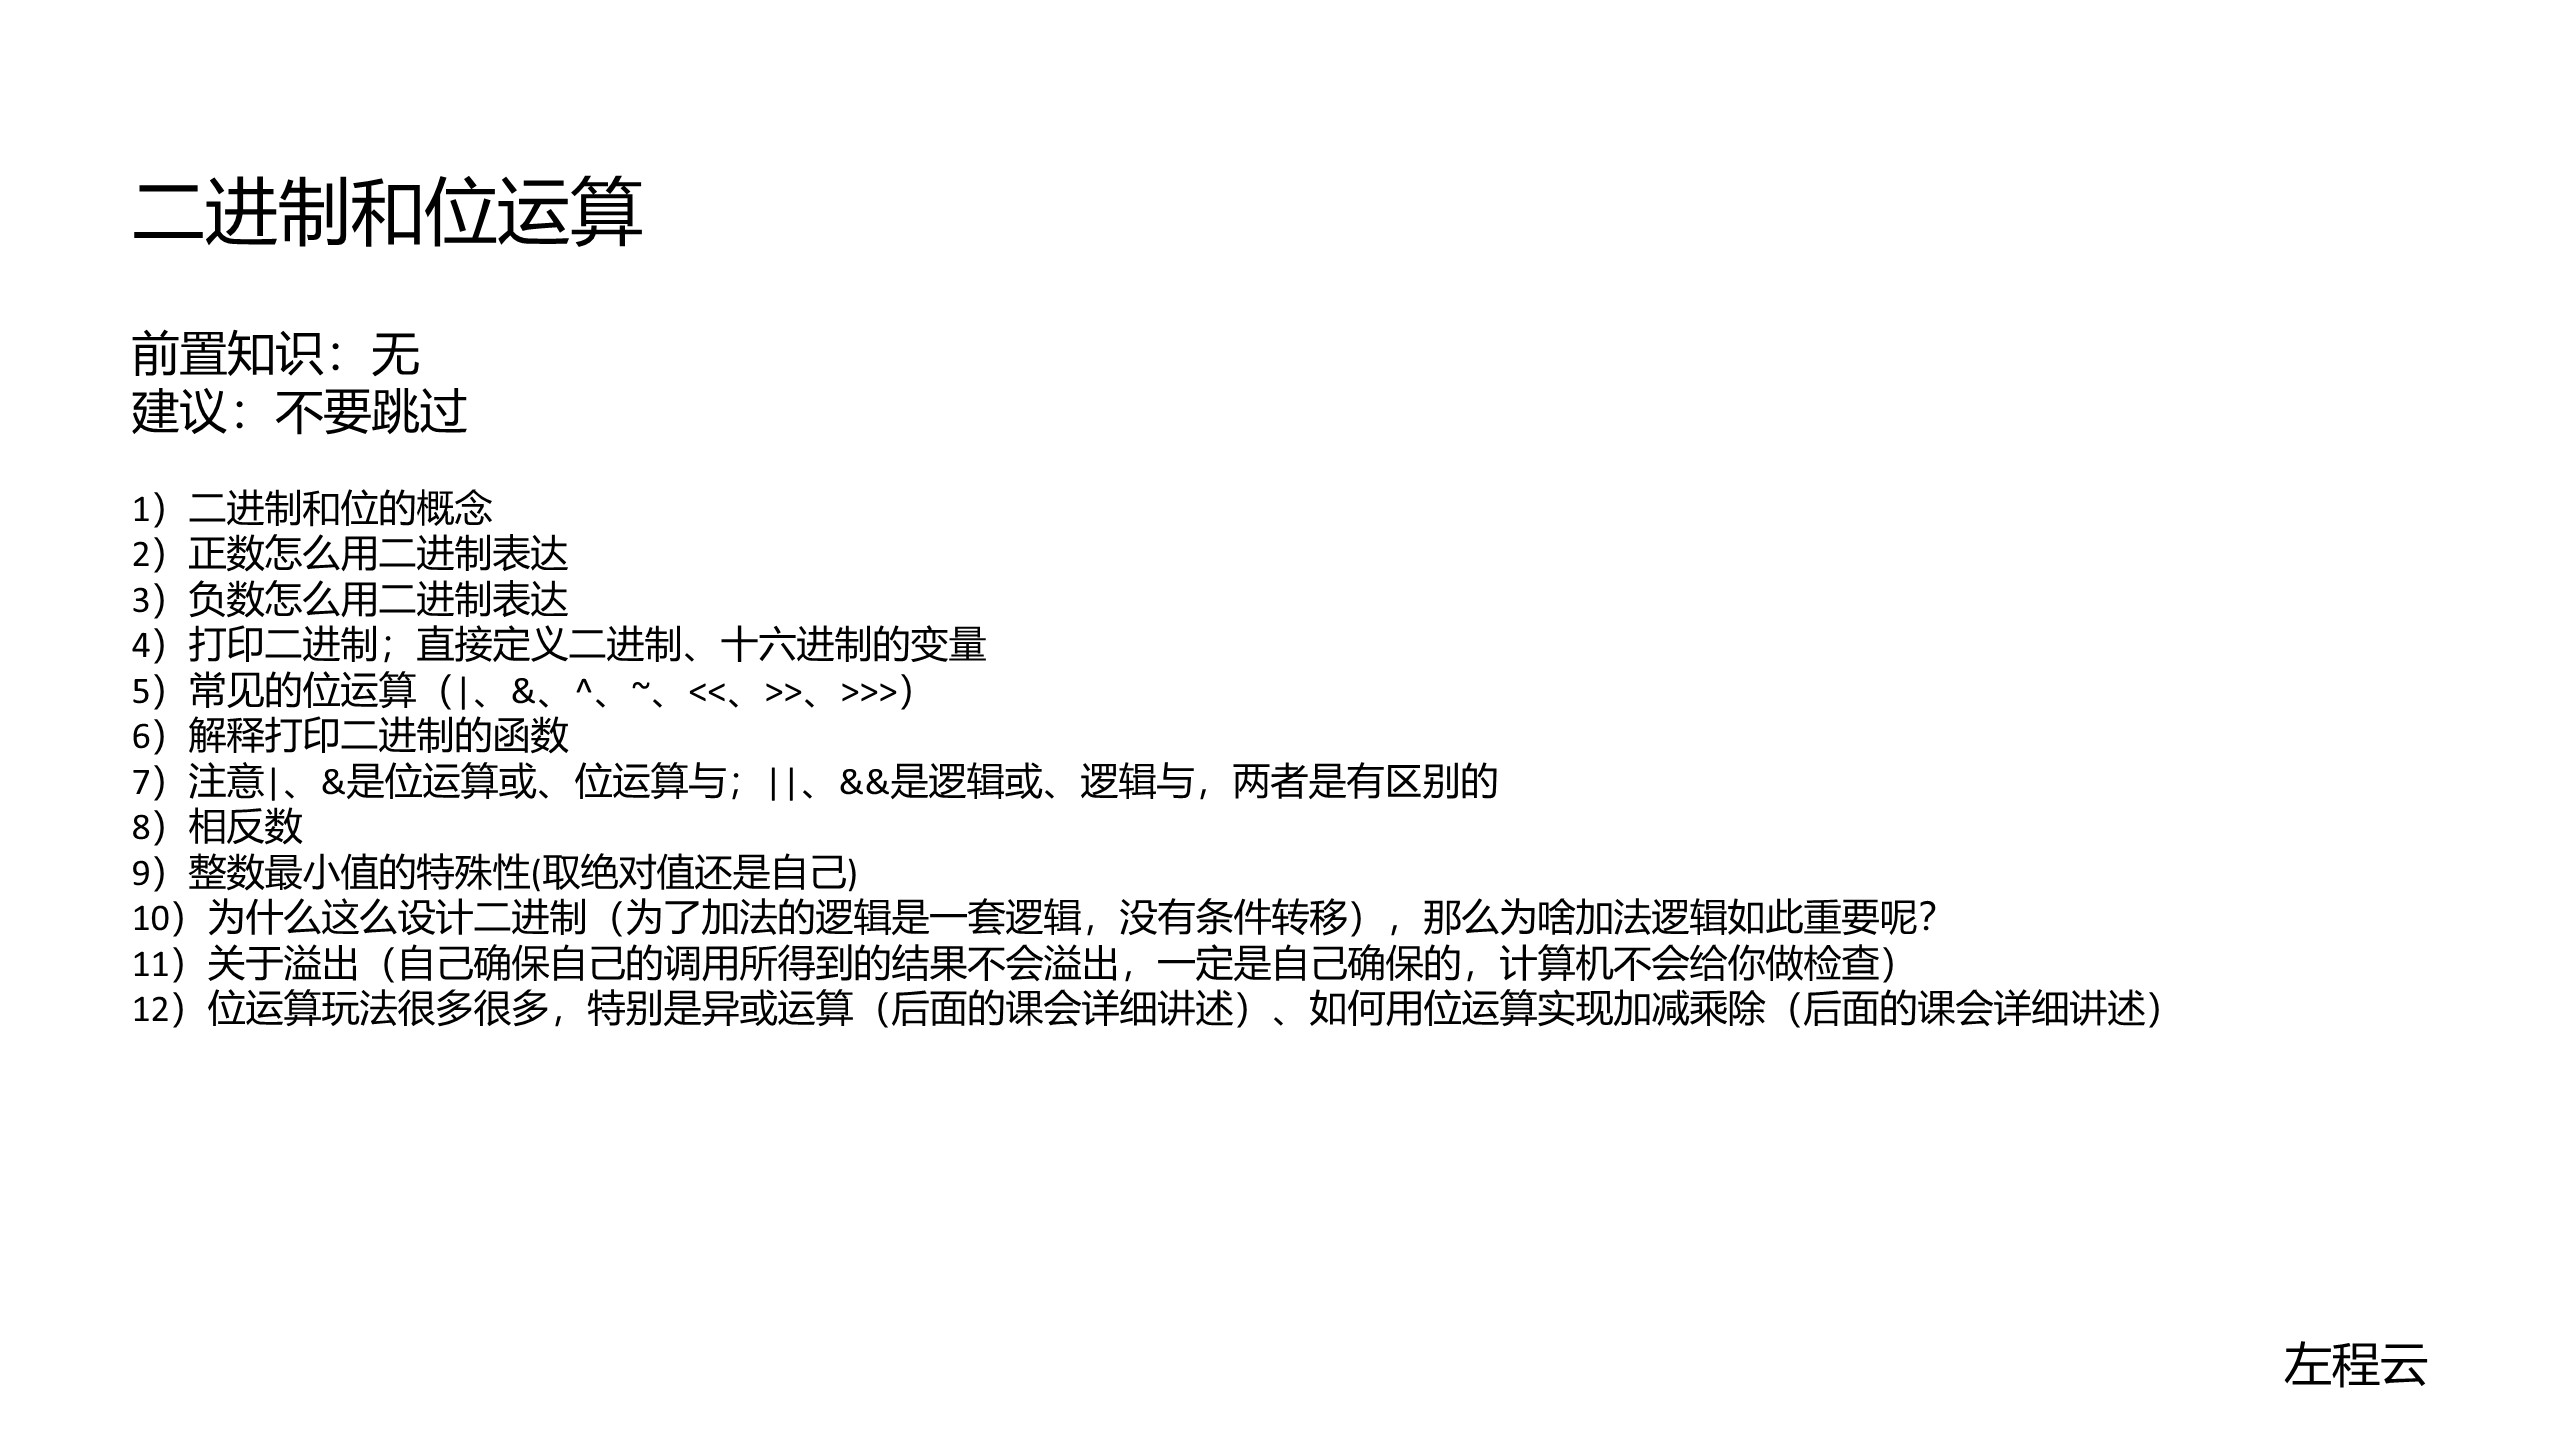 二进制和位运算
前置知识：无
建议：不要跳过
1）二进制和位的概念
2）正数怎么用二进制表达
3）负数怎么用二进制表达
4）打印二进制；直接定义二进制、十六进制的变量
5）常见的位运算（|、&、^、~、<<、>>、>>>）
6）解释打印二进制的函数
7）注意|、&是位运算或、位运算与；||、&&是逻辑或、逻辑与，两者是有区别的
8）相反数
9）整数最小值的特殊性(取绝对值还是自己)
10）为什么这么设计二进制（为了加法的逻辑是一套逻辑，没有条件转移），那么为啥加法逻辑如此重要呢？
11）关于溢出（自己确保自己的调用所得到的结果不会溢出，一定是自己确保的，计算机不会给你做检查）
12）位运算玩法很多很多，特别是异或运算（后面的课会详细讲述）、如何用位运算实现加减乘除（后面的课会详细讲述）
左程云